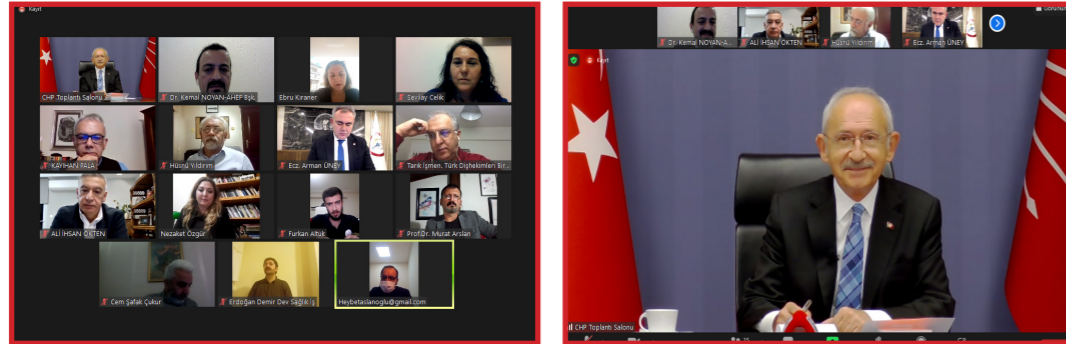 Kayıt
CHP Toplantı Salonu
Dr. Kemal NOYAN-AHEF Bşk.
Ebru Kıraner
Sevilay Çelik
KAYIHAN PALA
Hüsnü Yıldırım
Ecz. Arman ÜNEY
Tarık İşmen. Türk Dişhekimleri Bir...
ALİ İHSAN ÖKTEN
Nezaket Özgür
Furkan Altuk
Prof.Dr. Murat Arslan
Cem Şafak Çukur
Erdoğan Demir Dev Sağlık iş
Heybetaslanoglu@gmail.com
Dr. Kemal NOYAN-A...
ALİ İHSAN ÖKTEN
Hüsnü Yıldırım
Ecz. Arman ÜNEY
Kayıt
CHP Toplantı Salonu